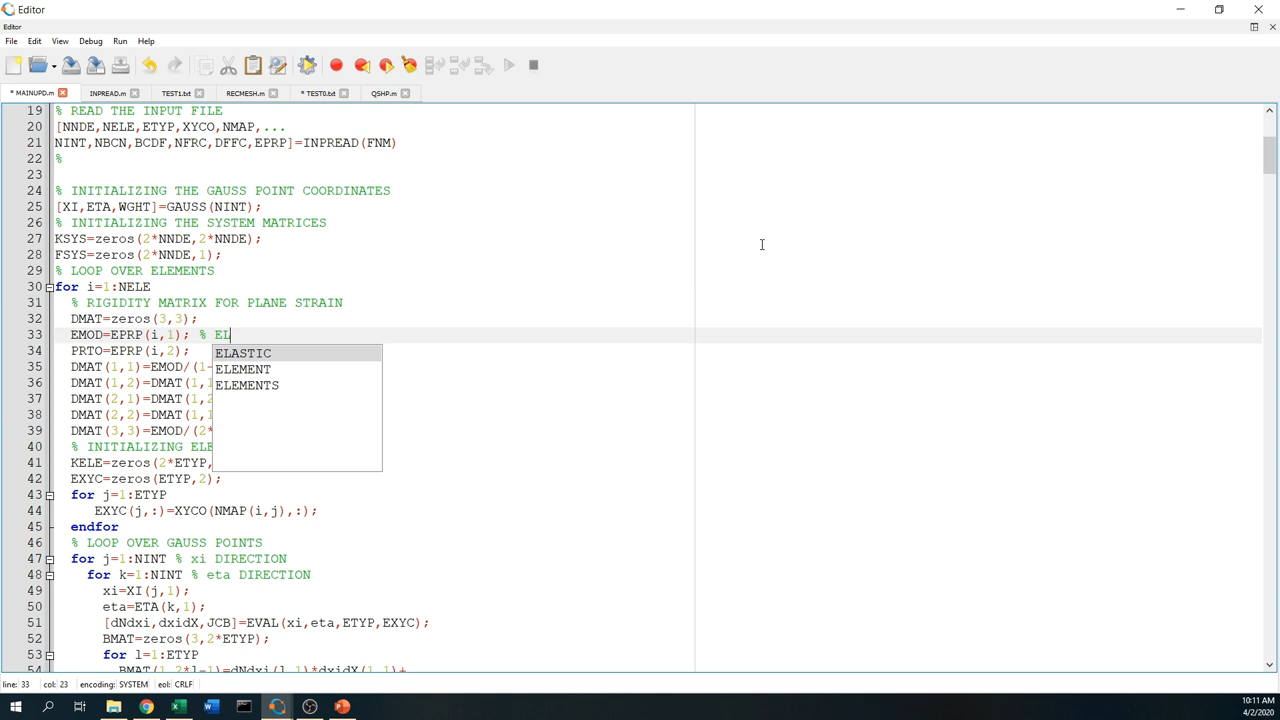 Editor
Editor
File Edit View Debug Run Help
* MAINUPD.m INPREAD.m TEST1.txt RECMESH.m * TEST0.txt QSHP.m
19 % READ THE INPUT FILE
20 [NNDE,NELE,ETYP,XYCO,NMAP,...
21 NINT,NBCN,BCDF,NFRC,DFFC,EPRP]=INPREAD(FNM)
22 %
23
24 % INITIALIZING THE GAUSS POINT COORDINATES
25 [XI,ETA,WGHT]=GAUSS(NINT);
26 % INITIALIZING THE SYSTEM MATRICES
27 KSYS=zeros(2*NNDE,2*NNDE);
28 FSYS=zeros(2*NNDE,1);
29 % LOOP OVER ELEMENTS
30 for i=1:NELE
31 % RIGIDITY MATRIX FOR PLANE STRAIN
32 DMAT=zeros(3,3);
33 EMOD=EPRP(i,1); % EL
34 PRTO=EPRP(i,2);
35 DMAT(1,1)=EMOD/(1-
36 DMAT(1,2)=DMAT(1,1
37 DMAT(2,1)=DMAT(1,2
38 DMAT(2,2)=DMAT(1,1
39 DMAT(3,3)=EMOD/(2*
ELASTIC
ELEMENT
ELEMENTS
40 % INITIALIZING ELE
41 KELE=zeros(2*ETYP,
42 EXYC=zeros(ETYP,2);
43 for j=1:ETYP
44 EXYC(j,:)=XYCO(NMAP(i,j),:);
45 endfor
46 % LOOP OVER GAUSS POINTS
47 for j=1:NINT % xi DIRECTION
48 for k=1:NINT % eta DIRECTION
49 xi=XI(j,1);
50 eta=ETA(k,1);
51 [dNdxi,dxidX,JCB]=EVAL(xi,eta,ETYP,EXYC);
52 BMAT=zeros(3,2*ETYP);
53 for l=1:ETYP
54 BMAT(1,2*l-1)=dNdxi(l,1)*dxidX(1,1)+
line: 33 col: 23 encoding: SYSTEM eol: CRLF
10:11 AM
4/2/2020